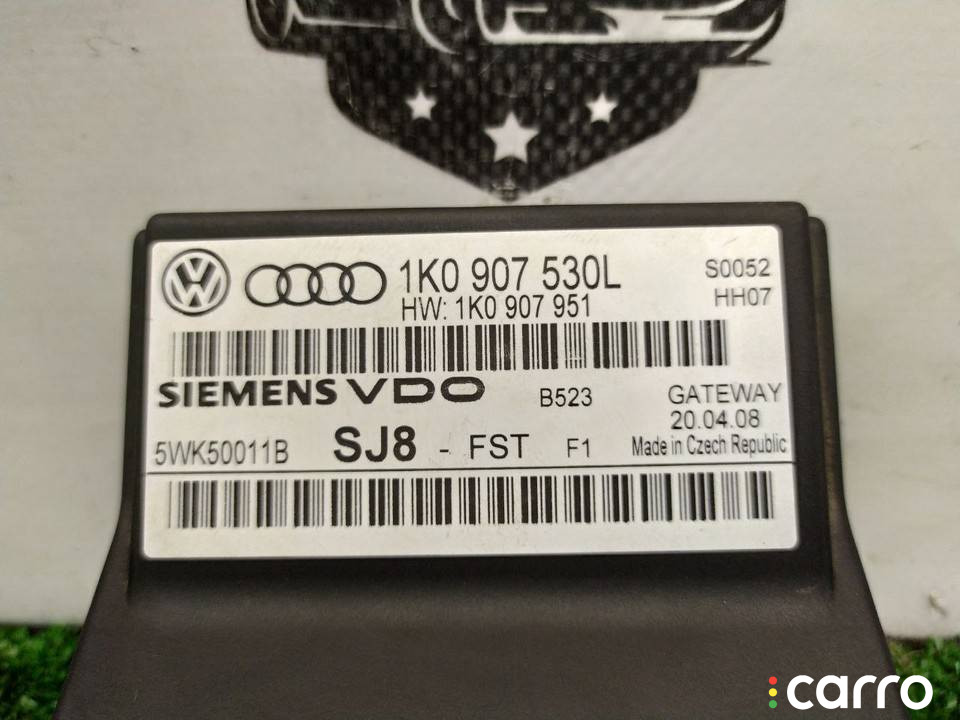 1K0 907 530L
S0052
HW: 1K0 907 951
HH07
SIEMENS VDO
B523
GATEWAY
20.04.08
5WK50011B
SJ8 - FST F1
Made in Czech Republic
carro